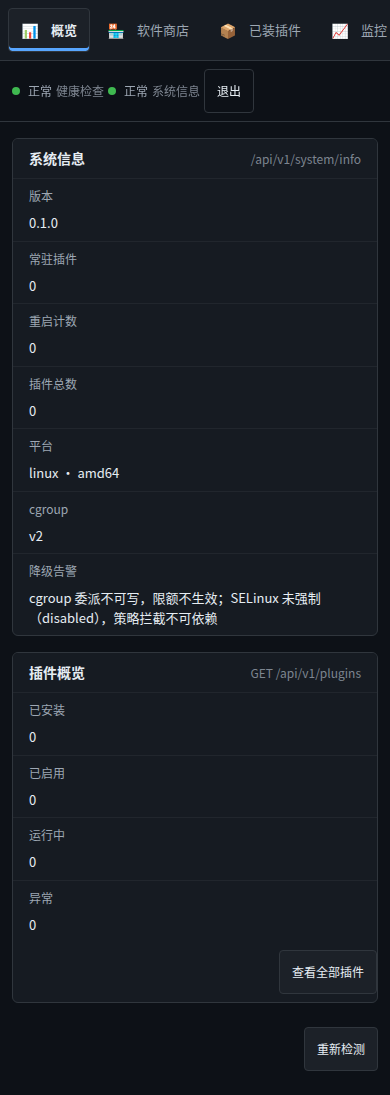 概览 软件商店 已装插件 监控
正常 健康检查 正常 系统信息 退出
系统信息 /api/v1/system/info
版本
0.1.0
常驻插件
0
重启计数
0
插件总数
0
平台
linux · amd64
cgroup
v2
降级告警
cgroup 委派不可写，限额不生效；SELinux 未强制
（disabled），策略拦截不可依赖
插件概览 GET /api/v1/plugins
已安装
0
已启用
0
运行中
0
异常
0
查看全部插件
重新检测